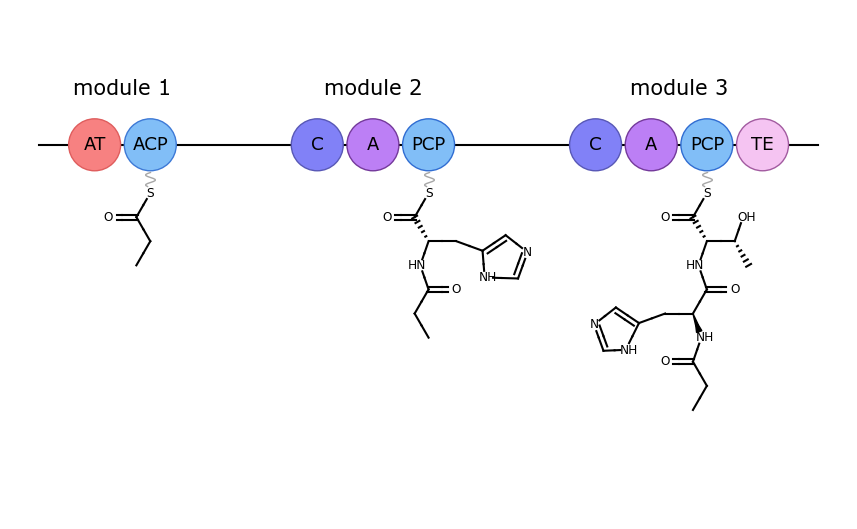 module 1 module 2 module 3
AT ACP C A PCP C A PCP TE
S S S
O O O OH
HN N HN
NH
O O
N NH
NH
O